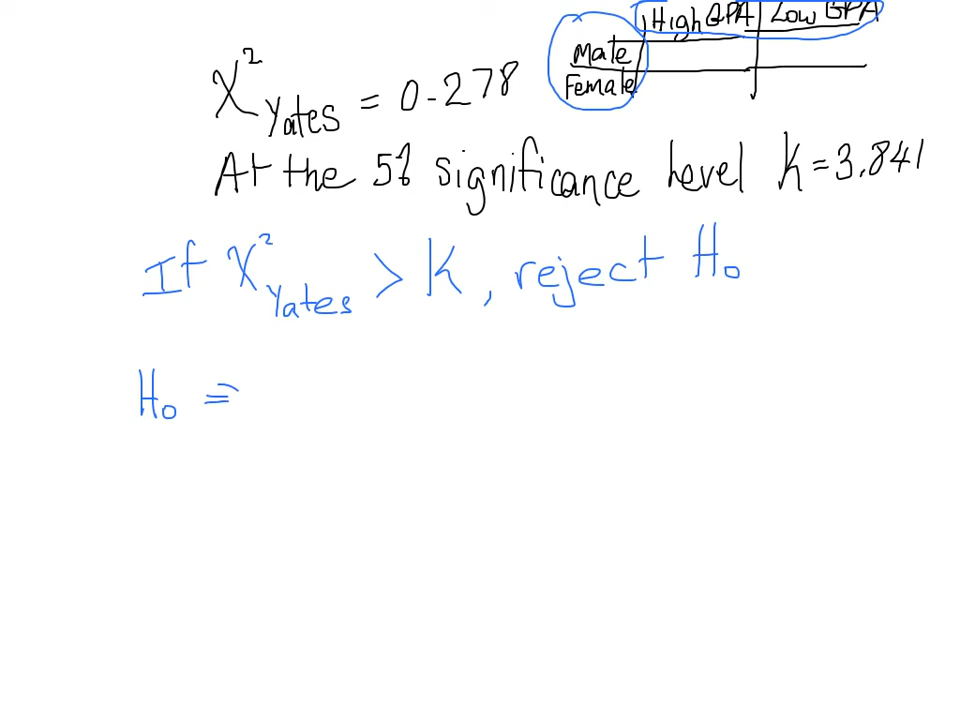 High GPA Low GPA
Male
Female
X²Yates = 0.278
At the 5% significance level K = 3.841
If X²Yates > K, reject H₀
H₀ =